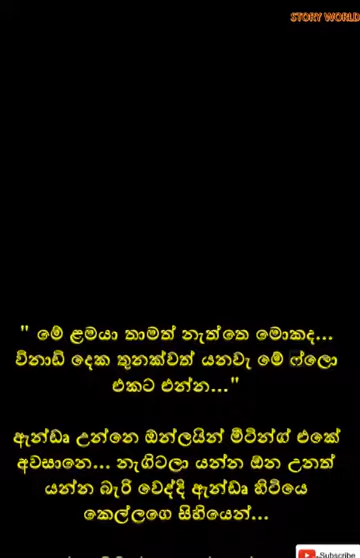 STORY WORLD
" මේ ළමයා තාමත් නැත්තෙ මොකද...
විනාඩි දෙක තුනක්වත් යනවැ මේ ෆ්ලො
එකට එන්න..."
ඇන්ඩෘ උන්නෙ ඔන්ලයින් මීටින්ග් එකේ
අවසානෙ... නැගිටලා යන්න ඕන උනත්
යන්න බැරි වෙද්දි ඇන්ඩෘ හිටියෙ
කෙල්ලගෙ සිහියෙන්...
Subscribe